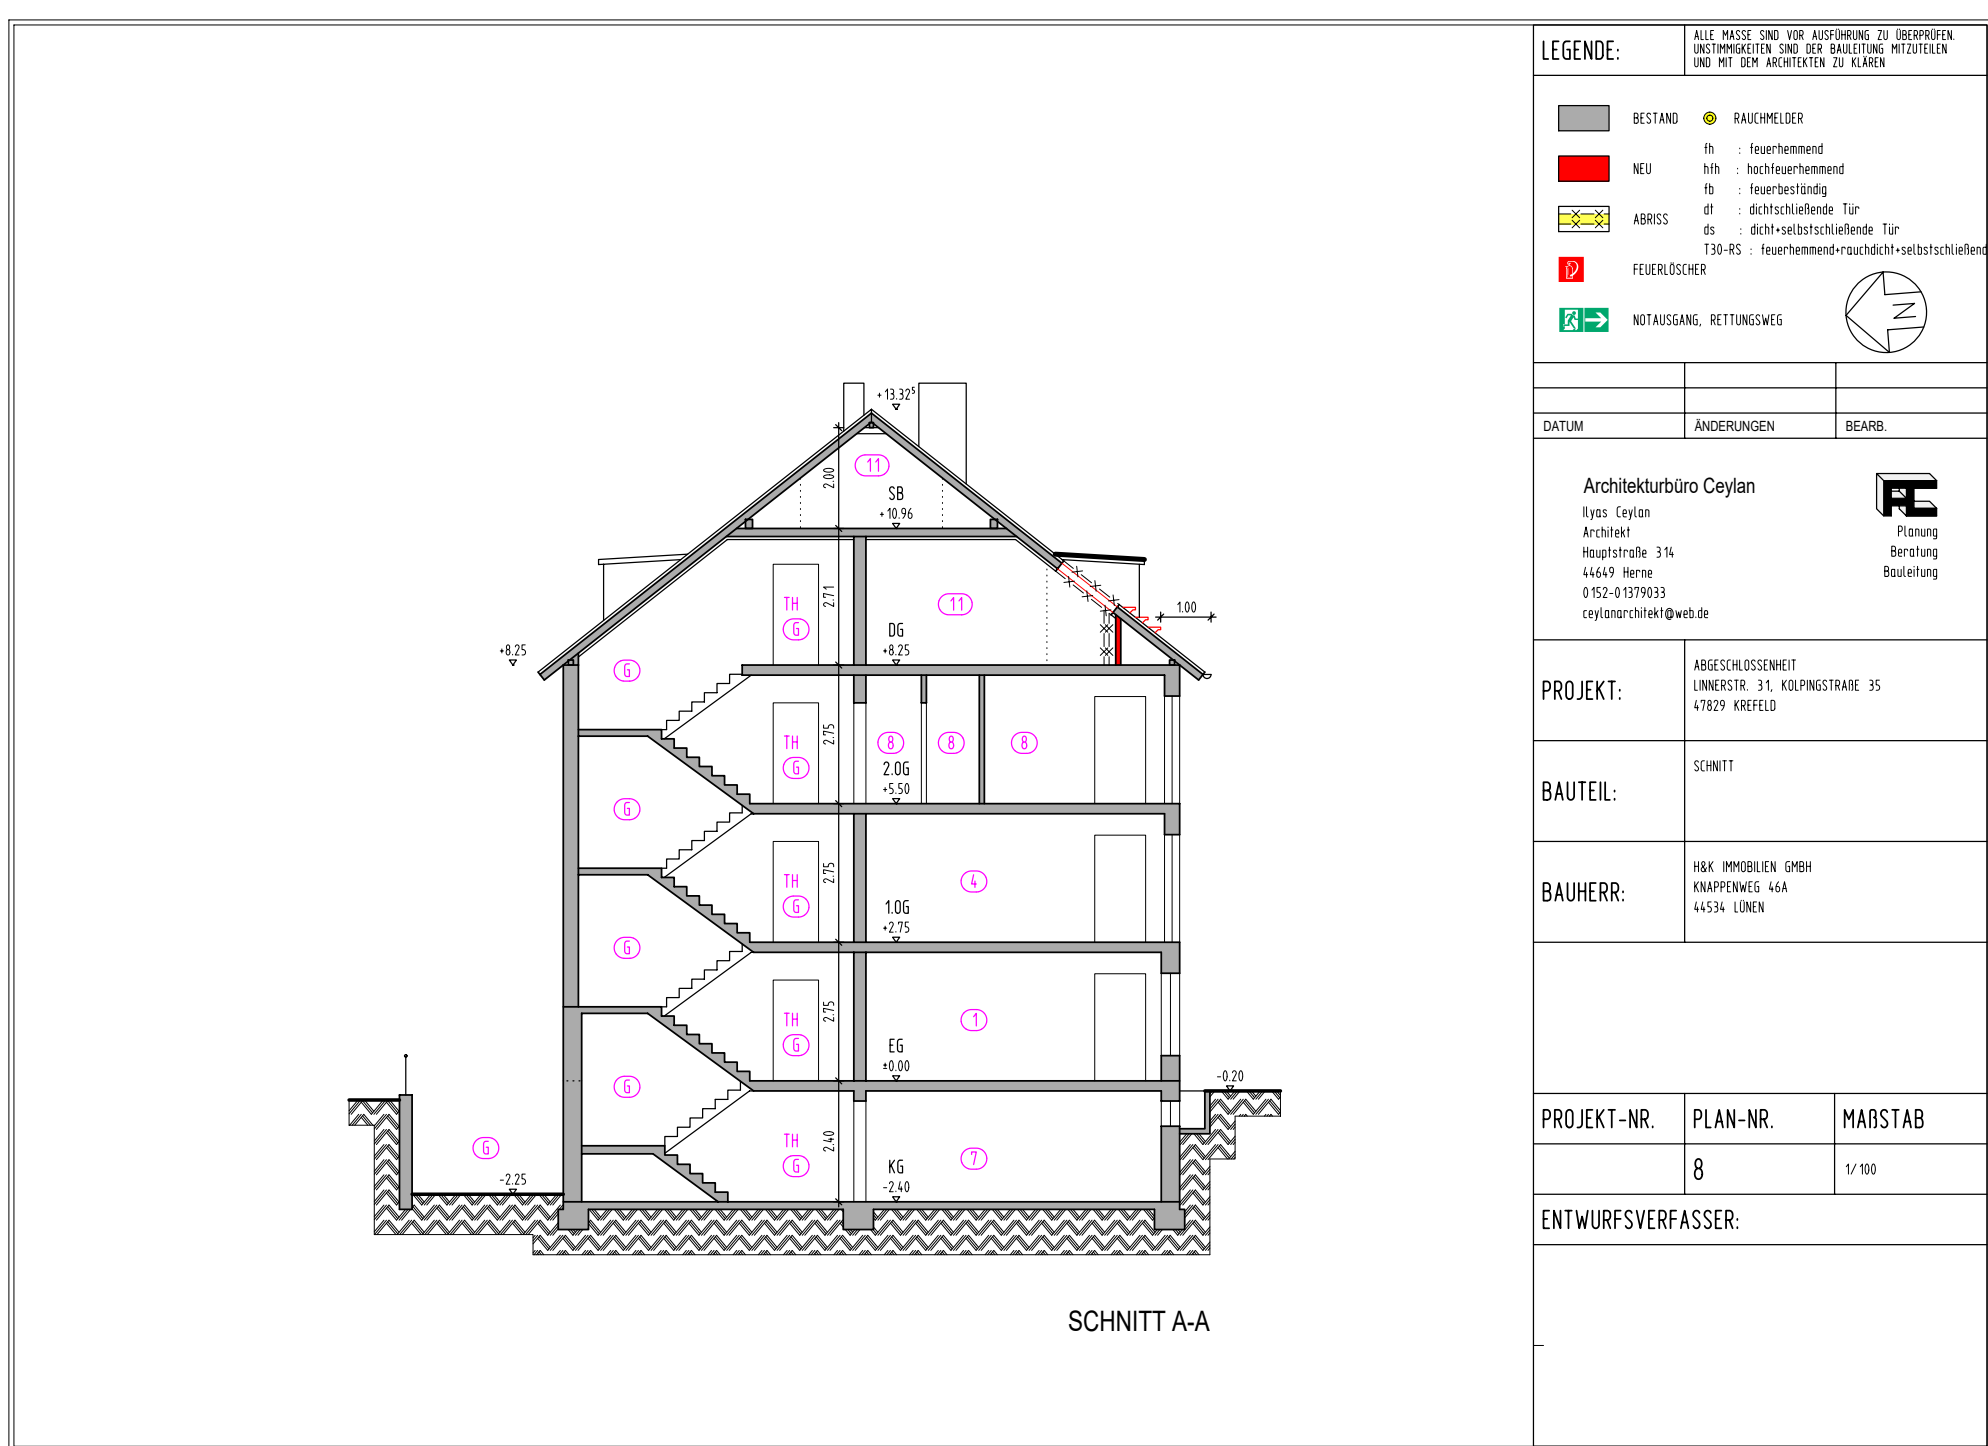 LEGENDE:
ALLE MASSE SIND VOR AUSFÜHRUNG ZU ÜBERPRÜFEN.
UNSTIMMIGKEITEN SIND DER BAULEITUNG MITZUTEILEN
UND MIT DEM ARCHITEKTEN ZU KLÄREN
BESTAND
RAUCHMELDER
NEU
ABRISS
FEUERLÖSCHER
NOTAUSGANG, RETTUNGSWEG
fh : feuerhemmend
hfh : hochfeuerhemmend
fb : feuerbeständig
dt : dichtschließende Tür
ds : dicht+selbstschließende Tür
T30-RS : feuerhemmend+rauchdicht+selbstschließend
N
DATUM
ÄNDERUNGEN
BEARB.
Architekturbüro Ceylan
Ilyas Ceylan
Architekt
Hauptstraße 314
44649 Herne
0152-01379033
ceylanarchitekt@web.de
AC
Planung
Beratung
Bauleitung
PROJEKT:
ABGESCHLOSSENHEIT
LINNERSTR. 31, KOLPINGSTRAßE 35
47829 KREFELD
BAUTEIL:
SCHNITT
BAUHERR:
H&K IMMOBILIEN GMBH
KNAPPENWEG 46A
44534 LÜNEN
PROJEKT-NR.
PLAN-NR.
MAßSTAB
8
1/100
ENTWURFSVERFASSER:
+13.32⁵
11
2.00
SB
+10.96
TH
G
2.71
11
1.00
DG
+8.25
+8.25
G
TH
G
2.75
8
8
8
2.OG
+5.50
G
TH
G
2.75
4
1.OG
+2.75
G
TH
G
2.75
1
EG
±0.00
G
-0.20
TH
G
2.40
7
KG
-2.40
G
-2.25
SCHNITT A-A